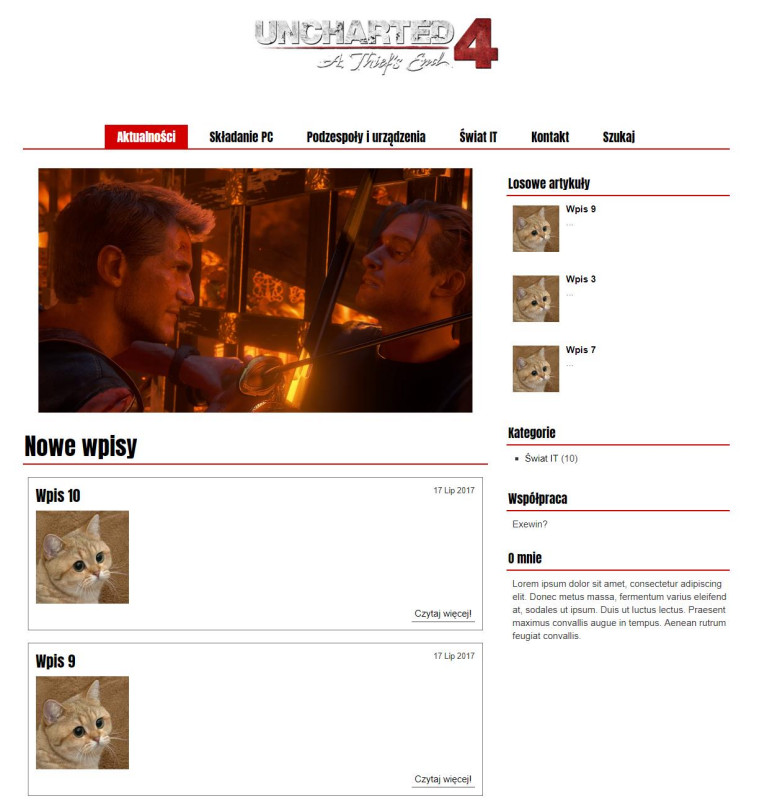 UNCHARTED 4
A Thief's End
Aktualności Składanie PC Podzespoły i urządzenia Świat IT Kontakt Szukaj
Nowe wpisy
Wpis 10
17 Lip 2017
Czytaj więcej!
Wpis 9
17 Lip 2017
Czytaj więcej!
Losowe artykuły
Wpis 9
...
Wpis 3
...
Wpis 7
...
Kategorie
Świat IT (10)
Współpraca
Exewin?
O mnie
Lorem ipsum dolor sit amet, consectetur adipiscing
elit. Donec metus massa, fermentum varius eleifend
at, sodales ut ipsum. Duis ut luctus lectus. Praesent
maximus convallis augue in tempus. Aenean rutrum
feugiat convallis.